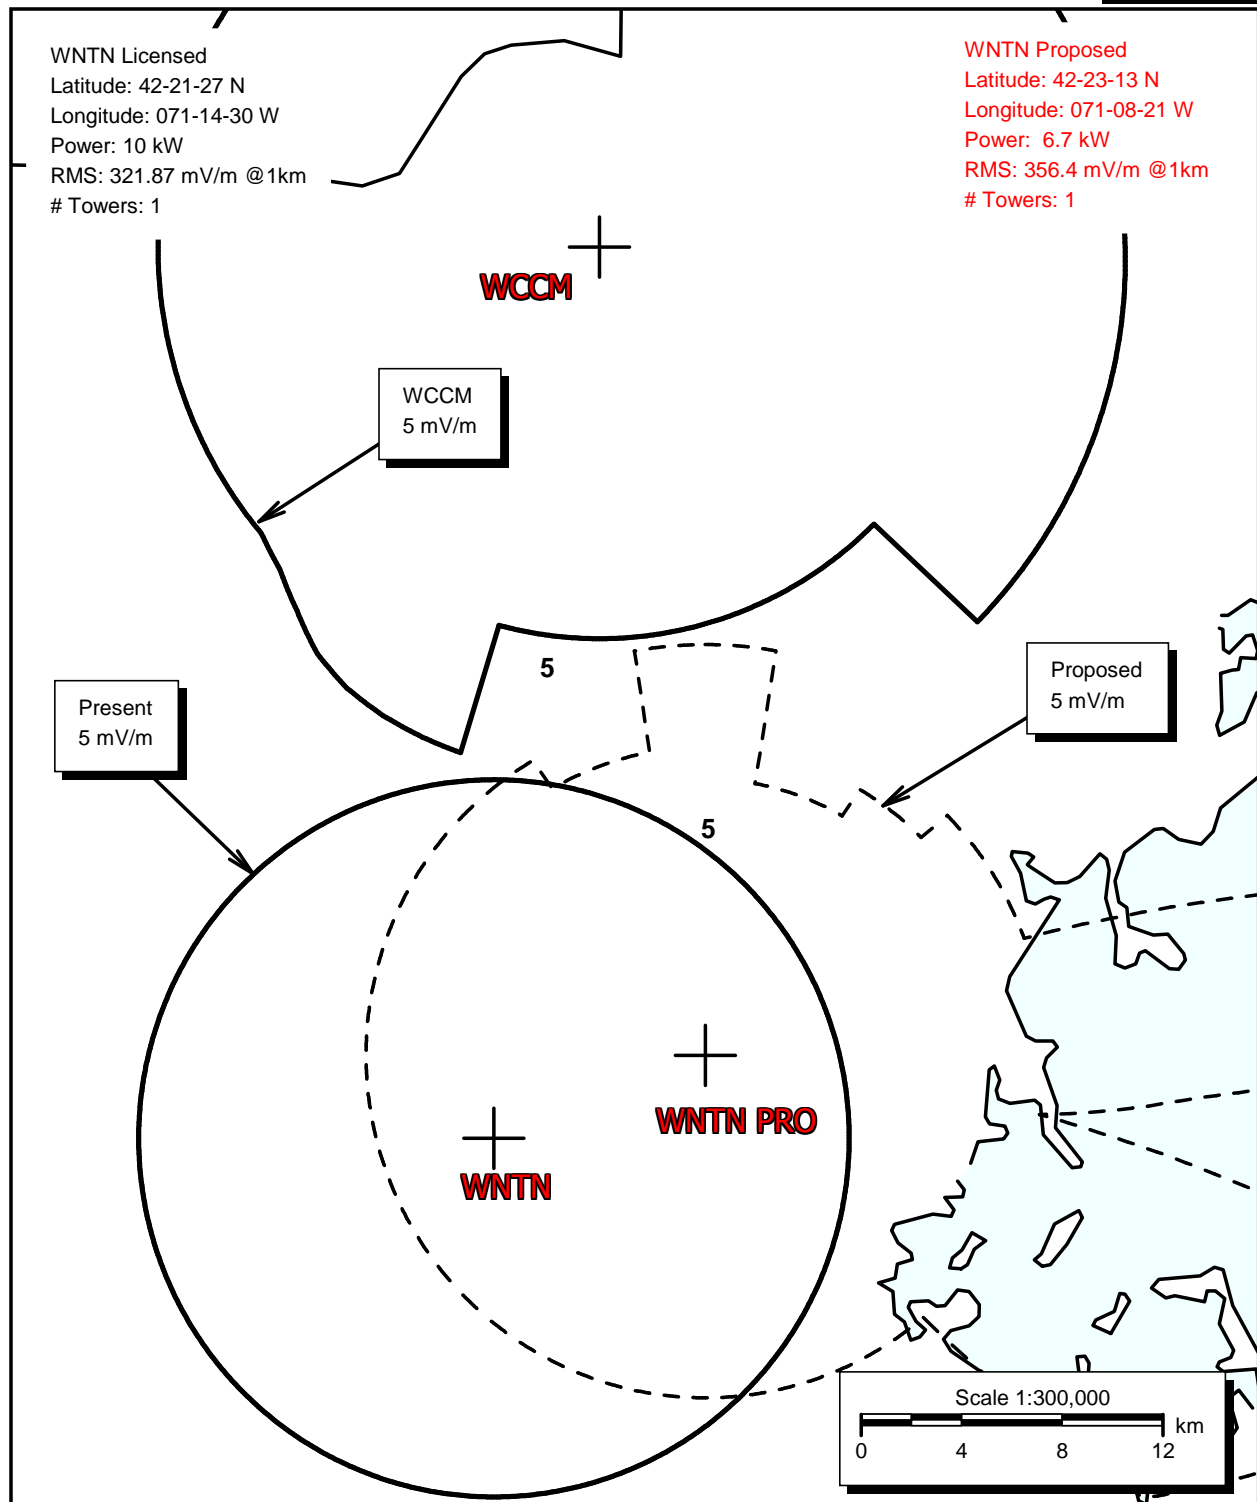 WNTN Licensed
Latitude: 42-21-27 N
Longitude: 071-14-30 W
Power: 10 kW
RMS: 321.87 mV/m @1km
# Towers: 1
WNTN Proposed
Latitude: 42-23-13 N
Longitude: 071-08-21 W
Power:  6.7 kW
RMS: 356.4 mV/m @1km
# Towers: 1
WCCM
WCCM
5 mV/m
5
Proposed
5 mV/m
Present
5 mV/m
5
WNTN PRO
WNTN
Scale 1:300,000
km
0 4 8 12